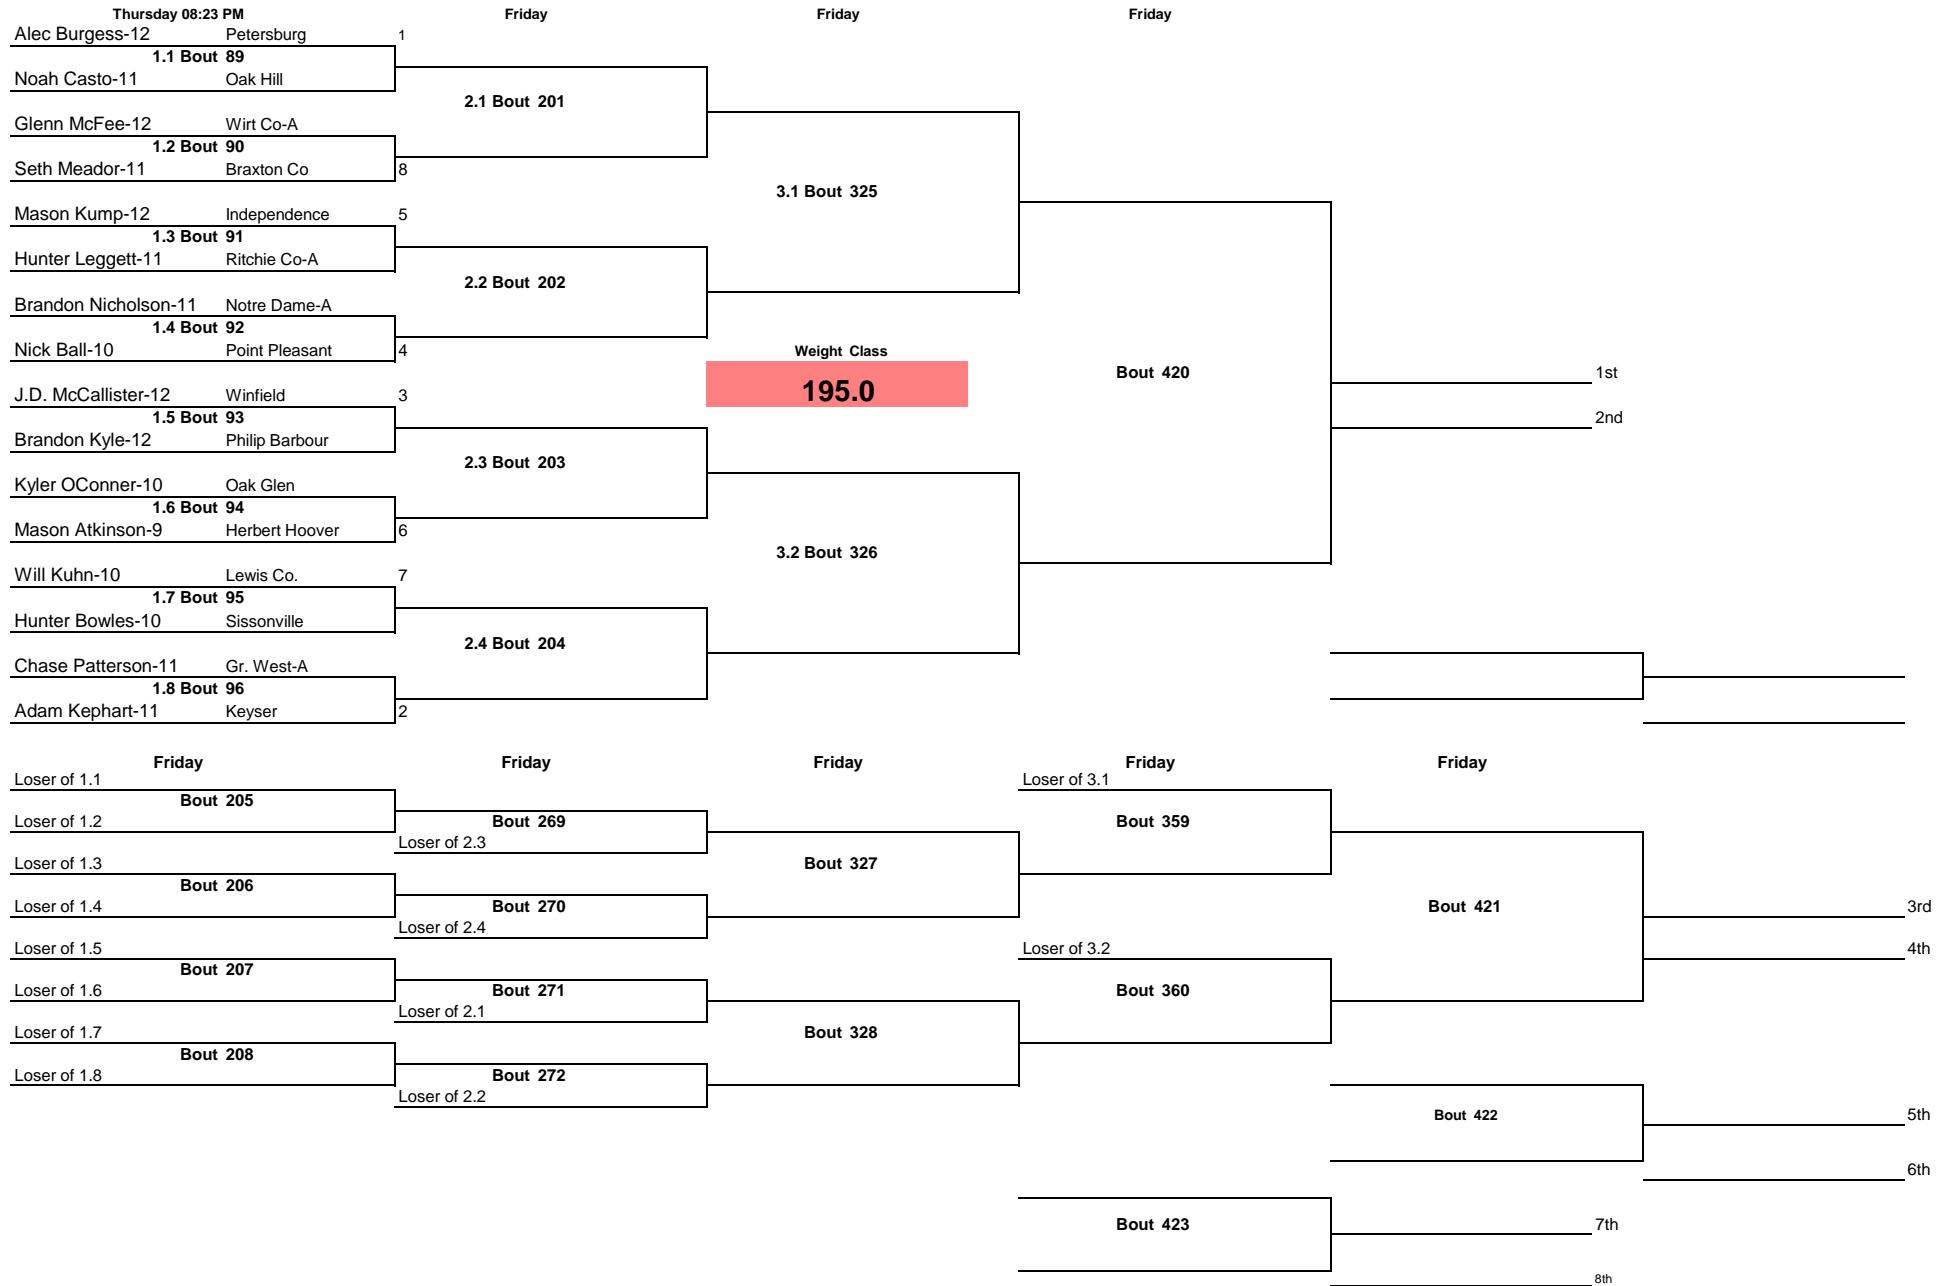 Thursday 08:23 PM Friday Friday Friday
Alec Burgess-12 Petersburg 1
1.1 Bout 89
Noah Casto-11 Oak Hill
2.1 Bout 201
Glenn McFee-12 Wirt Co-A
1.2 Bout 90
Seth Meador-11 Braxton Co 8
3.1 Bout 325
Mason Kump-12 Independence 5
1.3 Bout 91
Hunter Leggett-11 Ritchie Co-A
2.2 Bout 202
Brandon Nicholson-11 Notre Dame-A
1.4 Bout 92
Nick Ball-10 Point Pleasant 4 Weight Class
Bout 420 1st
195.0
J.D. McCallister-12 Winfield 3
1.5 Bout 93 2nd
Brandon Kyle-12 Philip Barbour
2.3 Bout 203
Kyler OConner-10 Oak Glen
1.6 Bout 94
Mason Atkinson-9 Herbert Hoover 6
3.2 Bout 326
Will Kuhn-10 Lewis Co. 7
1.7 Bout 95
Hunter Bowles-10 Sissonville
2.4 Bout 204
Chase Patterson-11 Gr. West-A
1.8 Bout 96
Adam Kephart-11 Keyser 2
Friday Friday Friday Friday Friday
Loser of 1.1 Loser of 3.1
Bout 205
Loser of 1.2 Bout 269 Bout 359
Loser of 2.3
Loser of 1.3 Bout 327
Bout 206
Loser of 1.4 Bout 270 Bout 421 3rd
Loser of 2.4
Loser of 1.5 Loser of 3.2 4th
Bout 207
Loser of 1.6 Bout 271 Bout 360
Loser of 2.1
Loser of 1.7 Bout 328
Bout 208
Loser of 1.8 Bout 272
Loser of 2.2
Bout 422 5th
6th
Bout 423 7th
8th